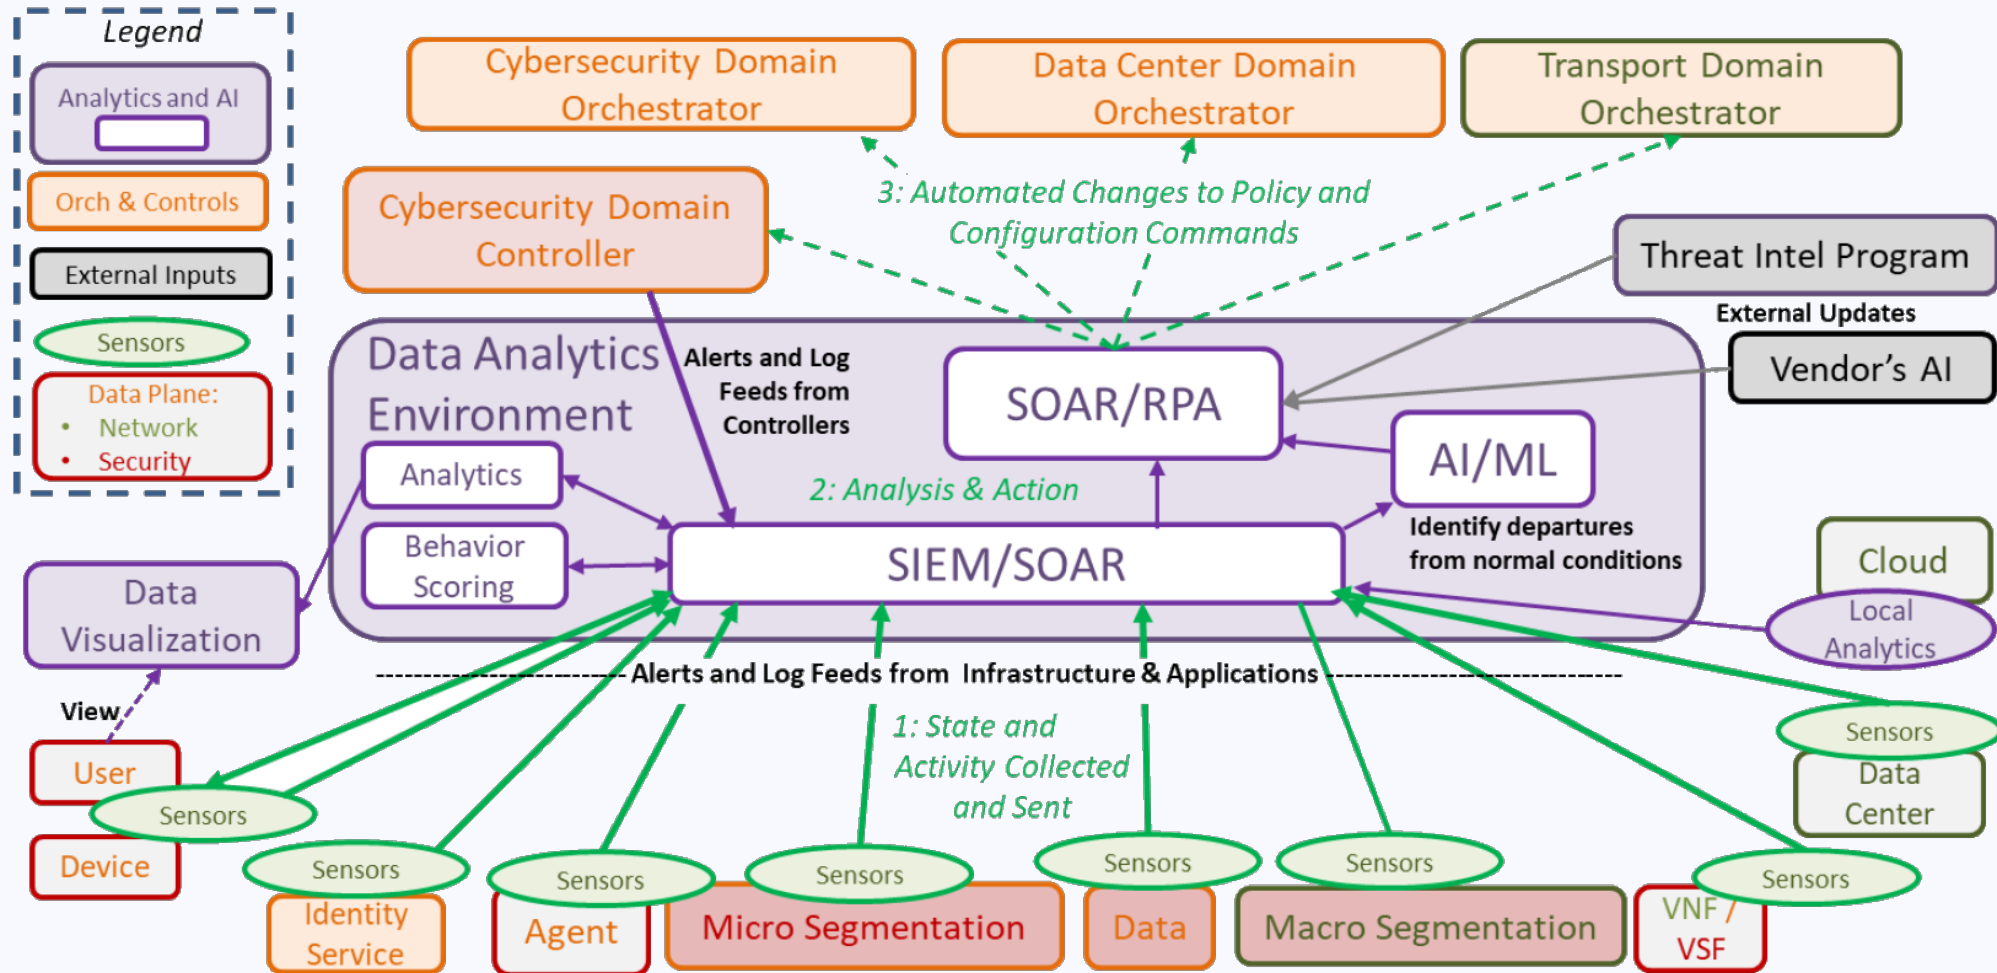 Legend
Analytics and AI
Orch & Controls
External Inputs
Sensors
Data Plane:
• Network
• Security
Cybersecurity Domain
Orchestrator
Data Center Domain
Orchestrator
Transport Domain
Orchestrator
Cybersecurity Domain
Controller
3: Automated Changes to Policy and
Configuration Commands
Threat Intel Program
External Updates
Vendor's AI
Data Analytics
Environment
Alerts and Log
Feeds from
Controllers
SOAR/RPA
AI/ML
Analytics
2: Analysis & Action
Identify departures
from normal conditions
Behavior
Scoring
SIEM/SOAR
Cloud
Local
Analytics
Data
Visualization
Alerts and Log Feeds from Infrastructure & Applications
View
1: State and
Activity Collected
and Sent
User
Sensors
Device
Sensors
Identity
Service
Sensors
Agent
Sensors
Micro Segmentation
Sensors
Data
Sensors
Macro Segmentation
Sensors
VNF /
VSF
Sensors
Data
Center